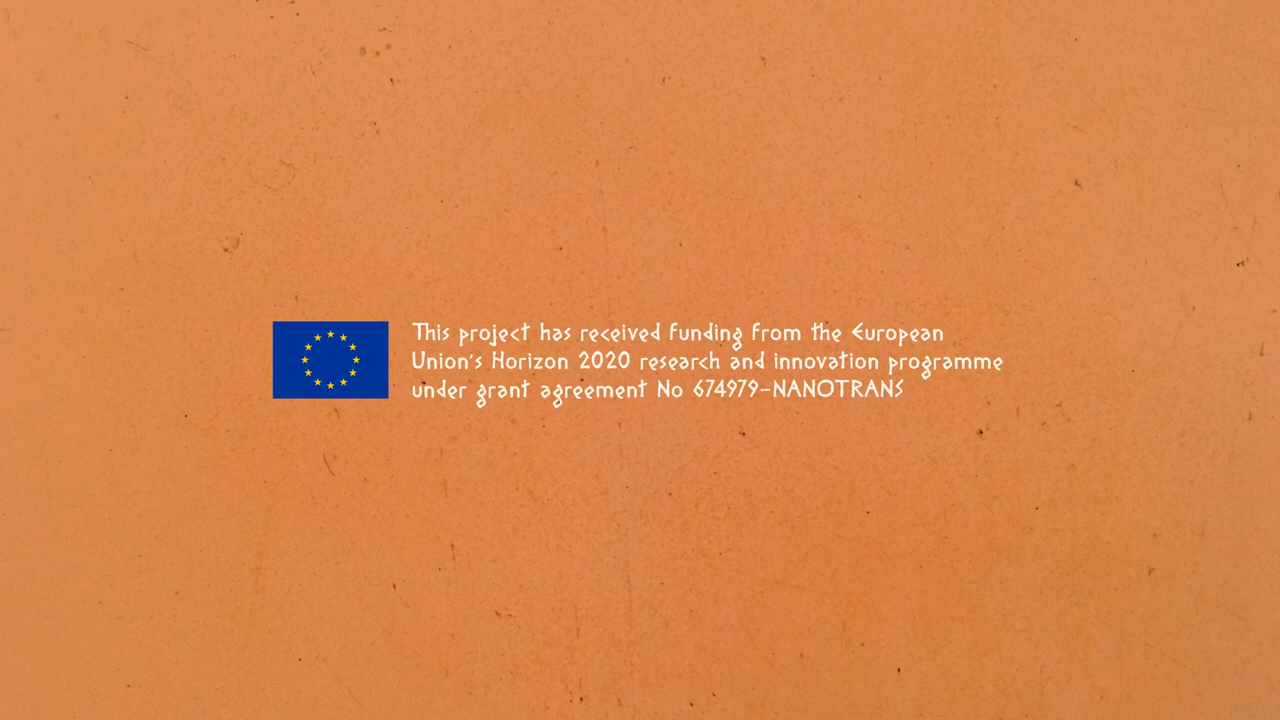 This project has received funding from the European
Union's Horizon 2020 research and innovation programme
under grant agreement No 674979-NANOTRANS